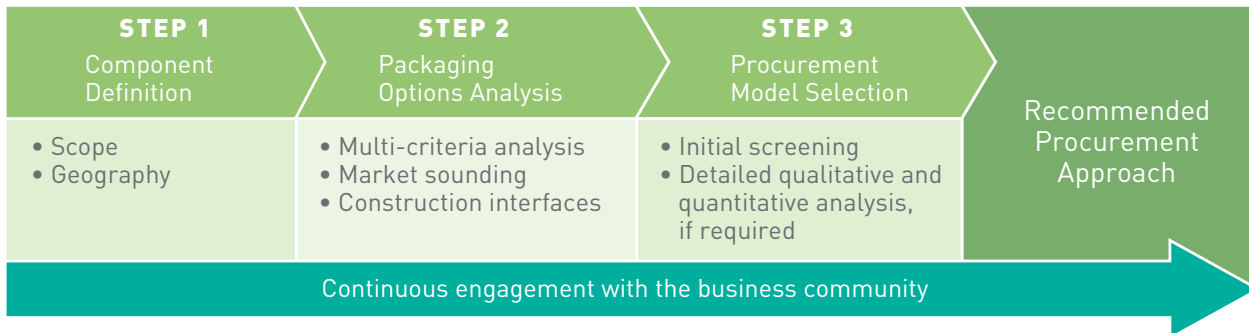 STEP 1
Component
Definition
• Scope
• Geography
STEP 2
Packaging
Options Analysis
• Multi-criteria analysis
• Market sounding
• Construction interfaces
STEP 3
Procurement
Model Selection
• Initial screening
• Detailed qualitative and
quantitative analysis,
if required
Recommended
Procurement
Approach
Continuous engagement with the business community